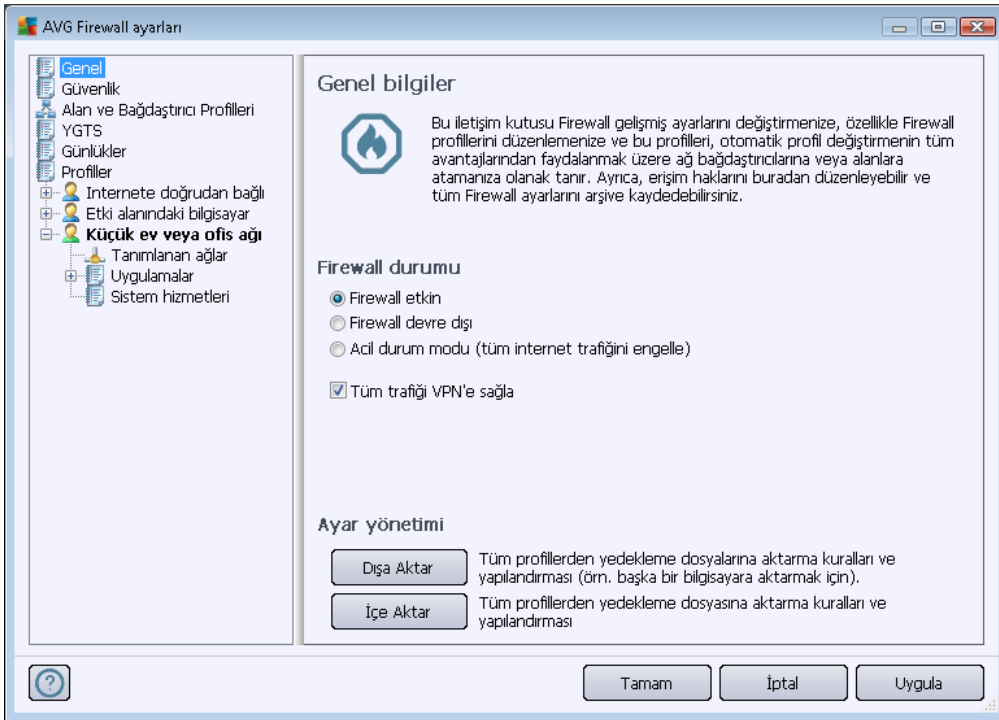 AVG Firewall ayarları
Genel
Güvenlik
Alan ve Bağdaştırıcı Profilleri
YGTS
Günlükler
Profiller
Internete doğrudan bağlı
Etki alanındaki bilgisayar
Küçük ev veya ofis ağı
Tanımlanan ağlar
Uygulamalar
Sistem hizmetleri
Genel bilgiler
Bu iletişim kutusu Firewall gelişmiş ayarlarını değiştirmenize, özellikle Firewall
profillerini düzenlemenize ve bu profilleri, otomatik profil değiştirmenin tüm
avantajlarından faydalanmak üzere ağ bağdaştırıcılarına veya alanlara
atamanıza olanak tanır. Ayrıca, erişim haklarını buradan düzenleyebilir ve
tüm Firewall ayarlarını arşive kaydedebilirsiniz.
Firewall durumu
Firewall etkin
Firewall devre dışı
Acil durum modu (tüm internet trafiğini engelle)
Tüm trafiği VPN'e sağla
Ayar yönetimi
Dışa Aktar
Tüm profillerden yedekleme dosyalarına aktarma kuralları ve
yapılandırması (örn. başka bir bilgisayara aktarmak için).
İçe Aktar
Tüm profillerden yedekleme dosyasına aktarma kuralları ve
yapılandırması
Tamam
İptal
Uygula